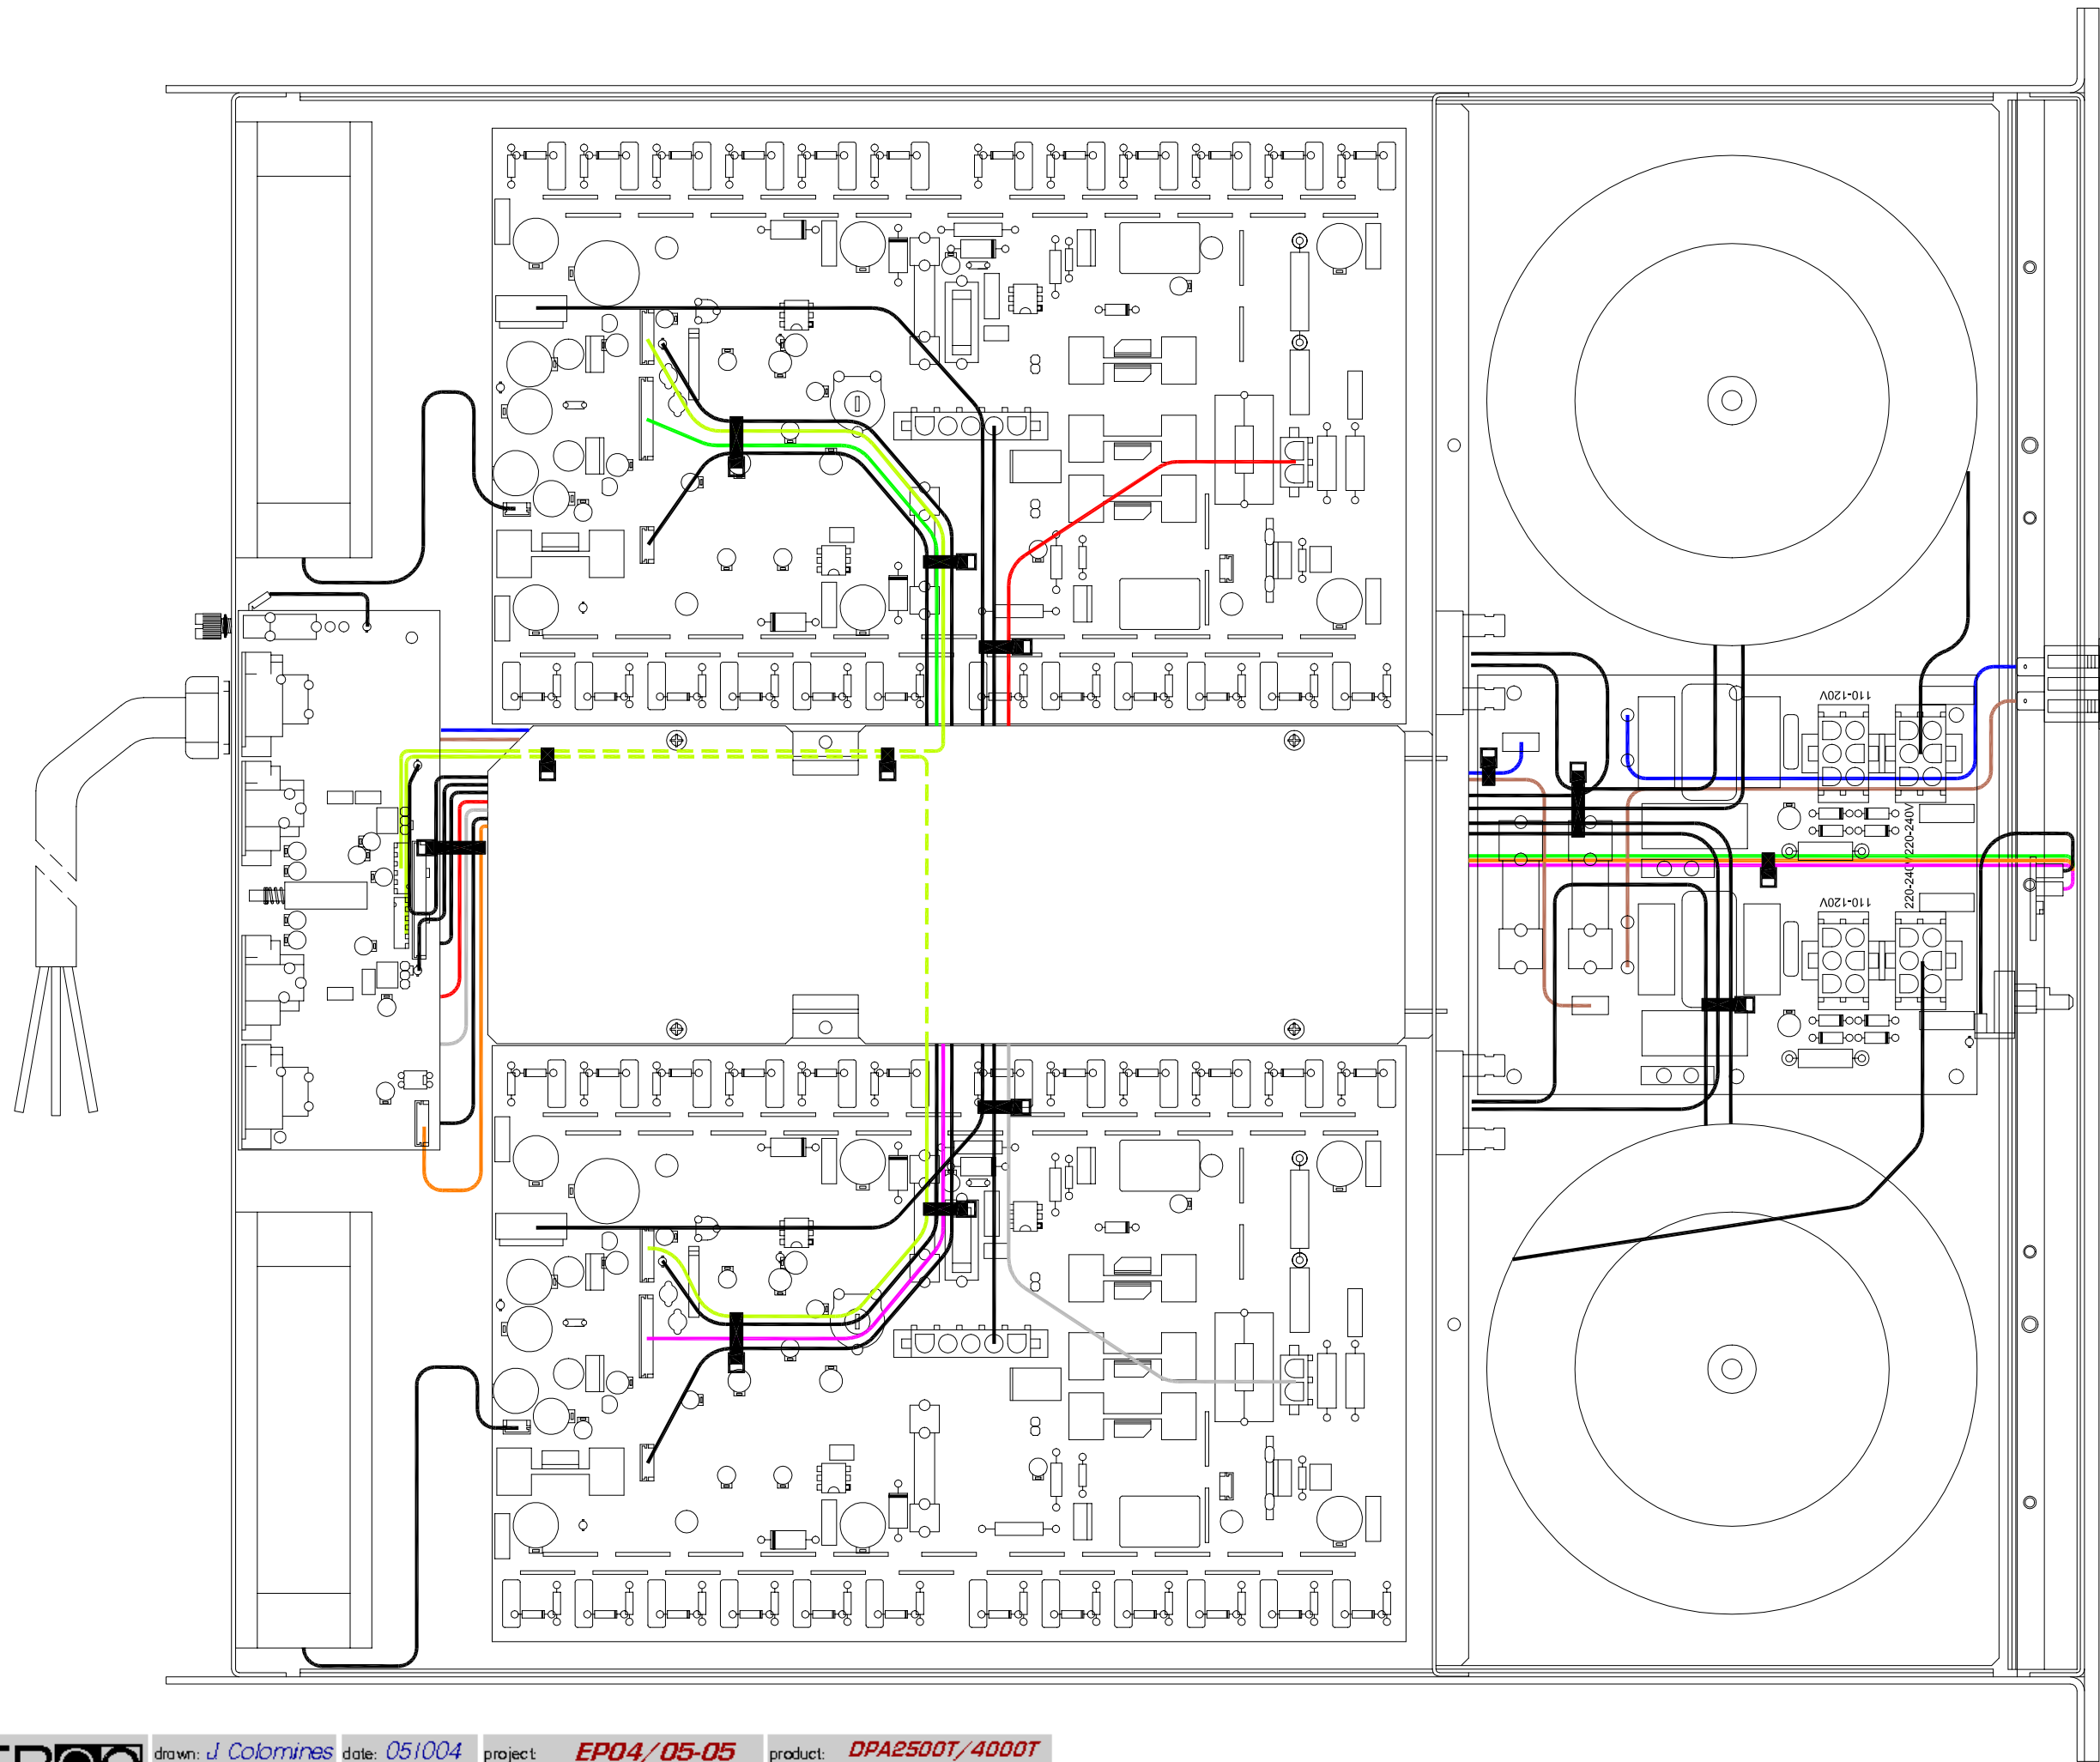 110-120V
220-240V
220-240V
110-120V
drawn: J. Colomines date: 051004 project: EP04/05-05 product: DPA2500T/4000T